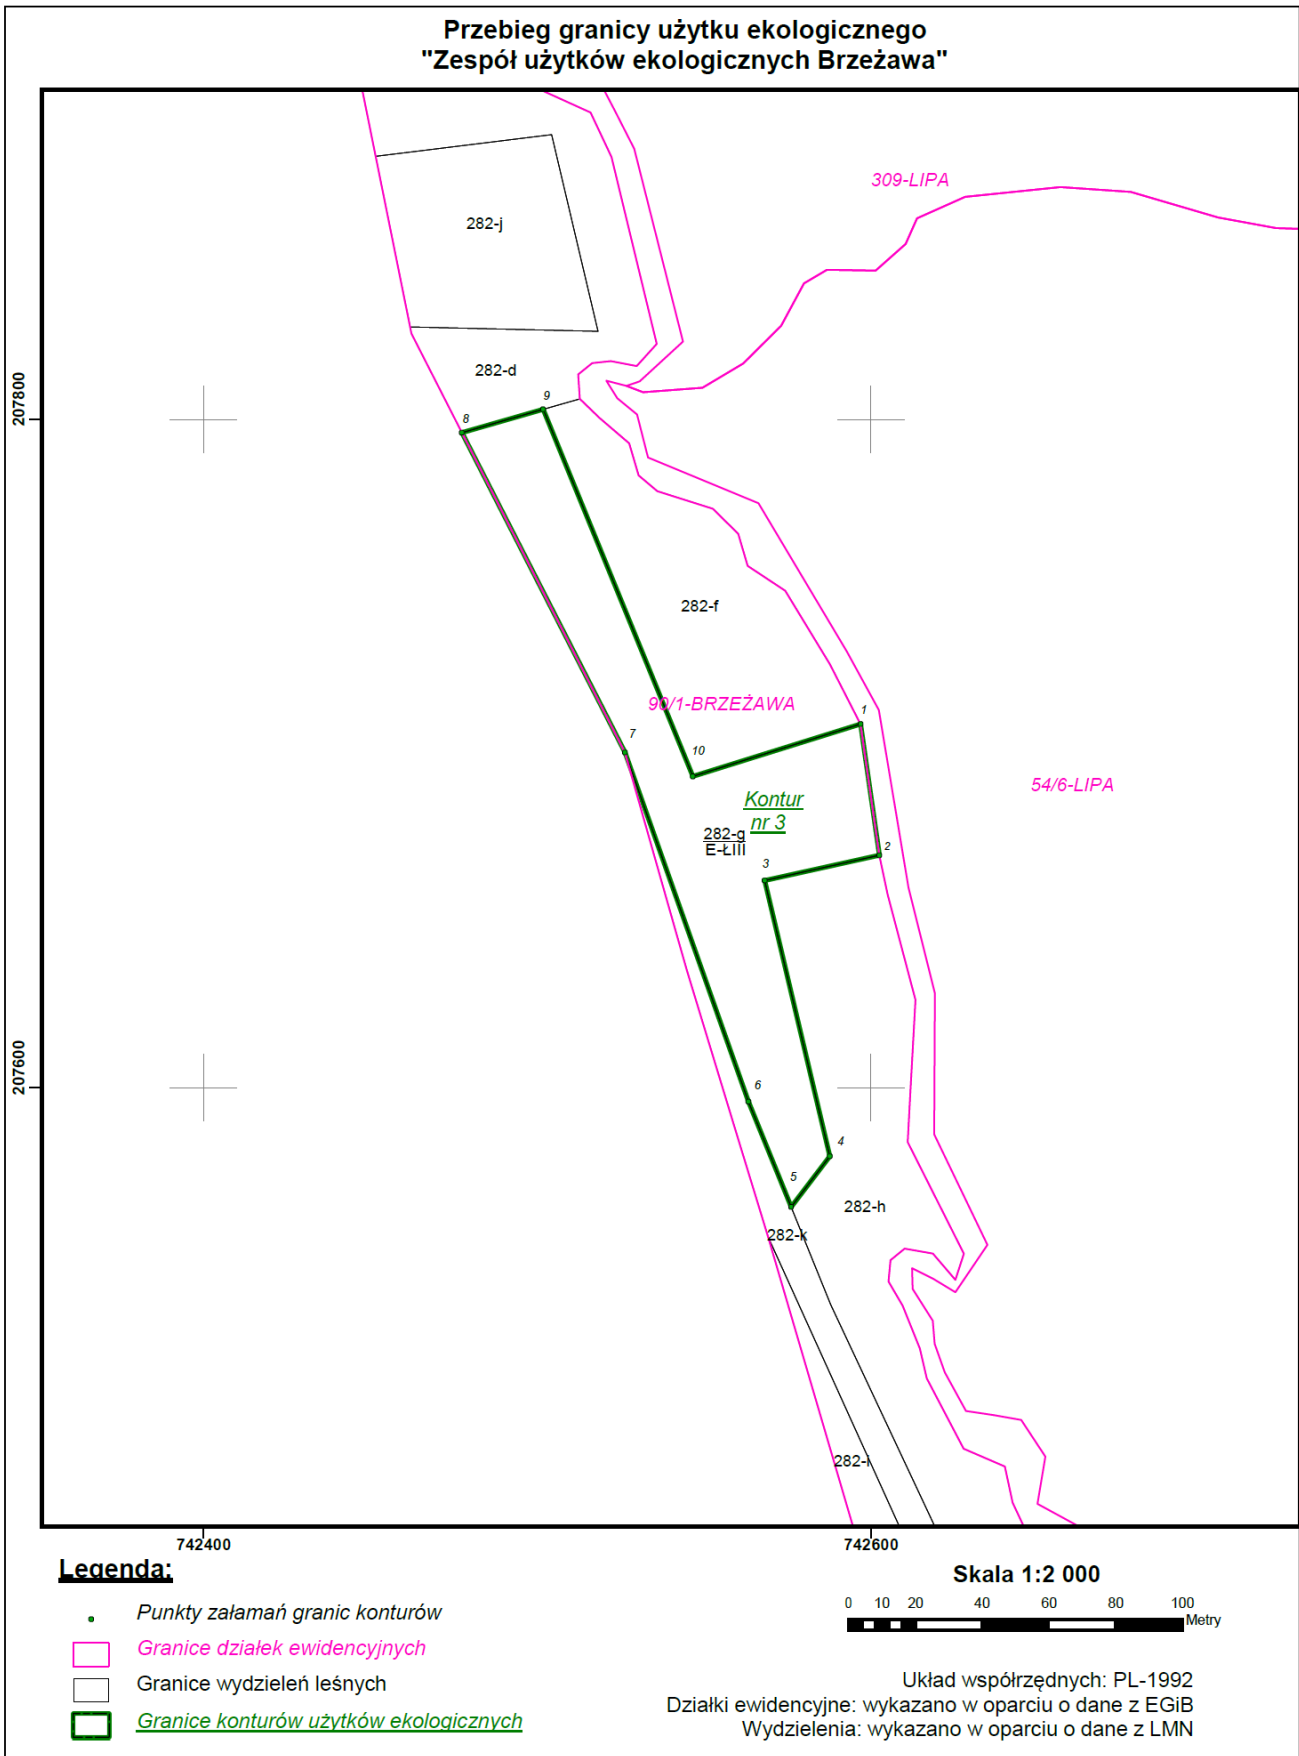 Przebieg granicy użytku ekologicznego
"Zespół użytków ekologicznych Brzeżawa"
309-LIPA
282-j
282-d
207800
9
8
282-f
90/1-BRZEŻAWA
1
7
10
54/6-LIPA
Kontur
nr 3
282-g
E-ŁIII
2
3
207600
6
4
5
282-h
282-k
282-i
742400
742600
Legenda:
Punkty załamań granic konturów
Granice działek ewidencyjnych
Granice wydzieleń leśnych
Granice konturów użytków ekologicznych
Skala 1:2 000
0 10 20 40 60 80 100
Metry
Układ współrzędnych: PL-1992
Działki ewidencyjne: wykazano w oparciu o dane z EGiB
Wydzielenia: wykazano w oparciu o dane z LMN